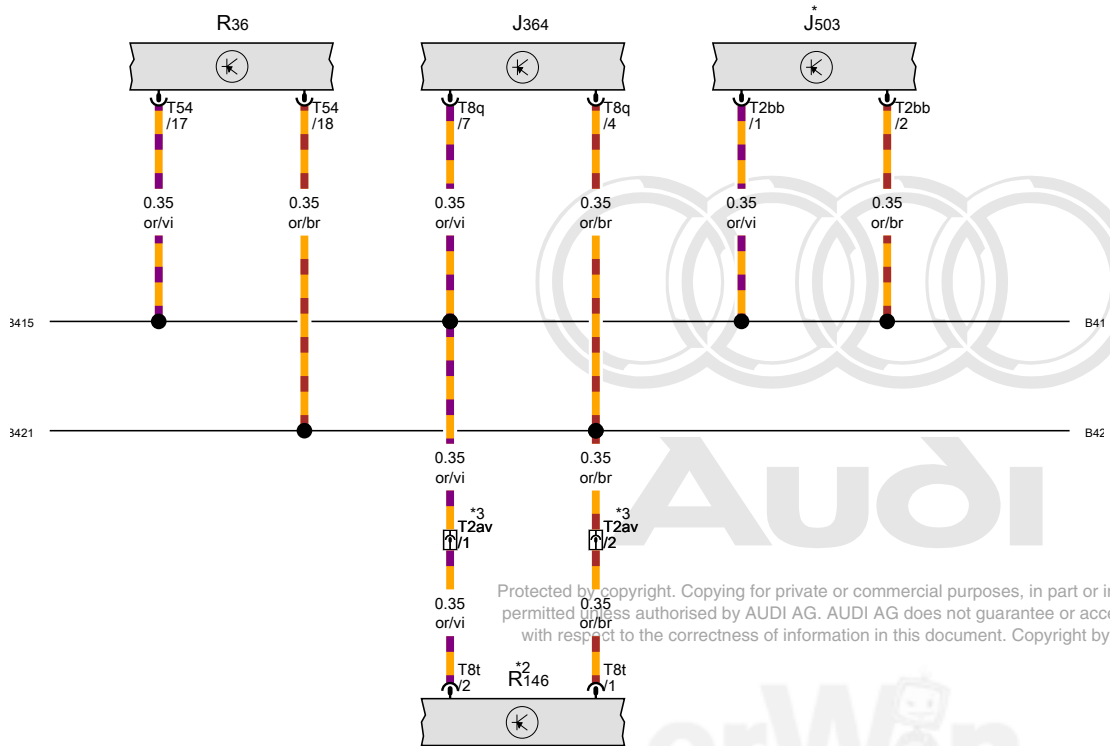 R36 J364 J503*
T54 /17
T54 /18
T8q /7
T8q /4
T2bb /1
T2bb /2
0.35 0.35 0.35 0.35 0.35 0.35
or/vi or/br or/vi or/br or/vi or/br
B415 B41
B421 B42
0.35 0.35
or/vi or/br
*3 *3
T2av T2av
/1 /2
Audi
Protected by copyright. Copying for private or commercial purposes, in part or i
permitted unless authorised by AUDI AG. AUDI AG does not guarantee or acce
with respect to the correctness of information in this document. Copyright by
0.35 0.35
or/vi or/br
T8t /2
R146 *2
T8t /1
erWin